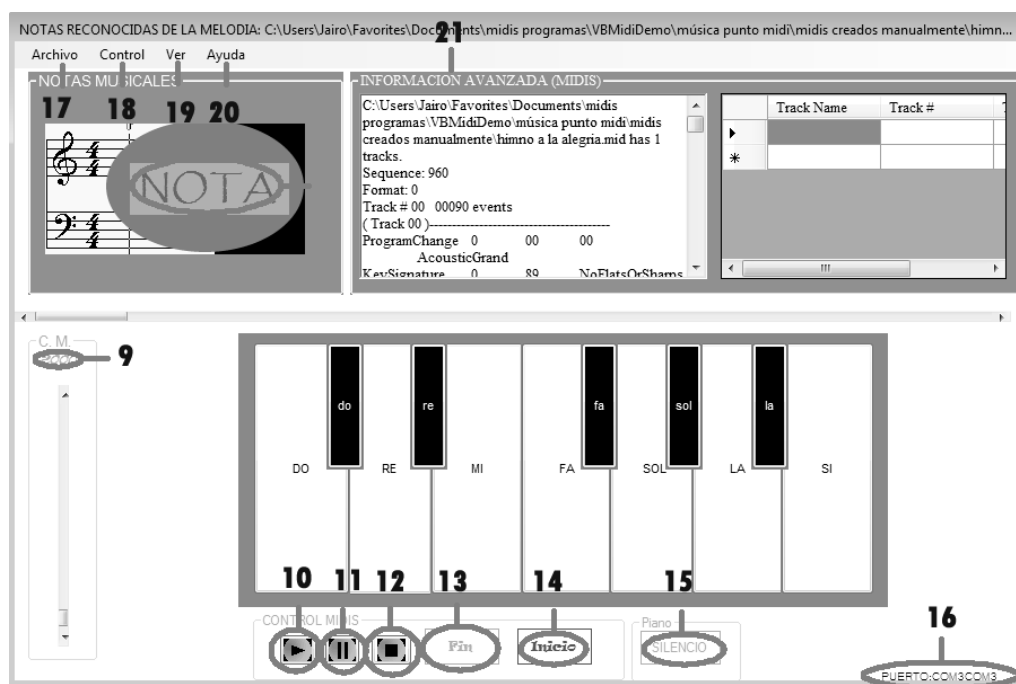 NOTAS RECONOCIDAS DE LA MELODIA: C:\Users\Jairo\Favorites\Documents\midis programas\VBMidiDemo\música punto midi\midis creados manualmente\himn...
21
Archivo Control Ver Ayuda
NOTAS MUSICALES
17 18 19 20
NOTA
INFORMACION AVANZADA (MIDIS)
C:\Users\Jairo\Favorites\Documents\midis
programas\VBMidiDemo\música punto midi\midis
creados manualmente\himno a la alegria.mid has 1
tracks.
Sequence: 960
Format: 0
Track # 00 00090 events
( Track 00 )------------------------------------------
ProgramChange 0 00 00
AcousticGrand
KeySignature 0 89 NoFlatsOrSharps
Track Name Track #
C. M.
9
do re fa sol la
DO RE MI FA SOL LA SI
10 11 12 13 14 15 16
CONTROL MIDIS
Fin Inicio
Piano
SILENCIO
PUERTO:COM3COM3